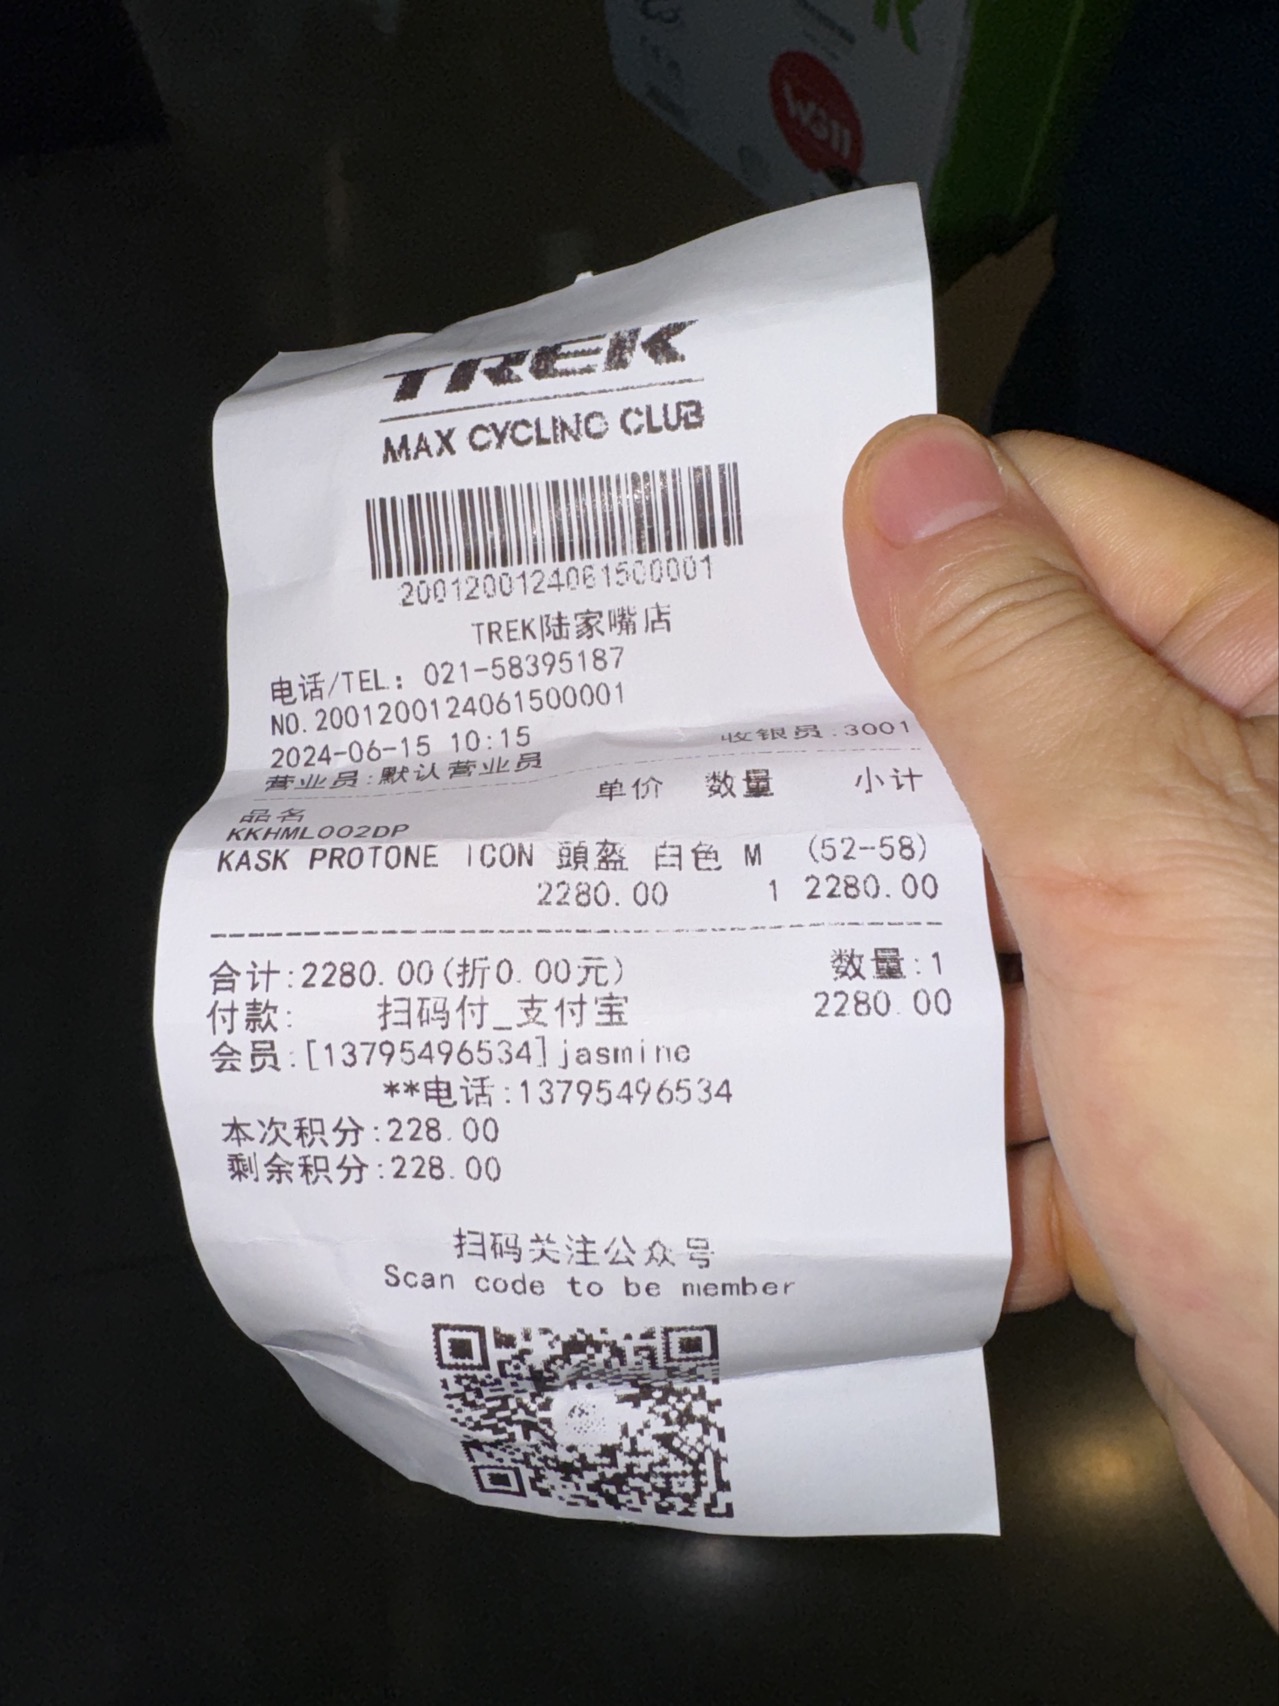 Wall
TREK
MAX CYCLING CLUB
2001200124061500001
TREK陆家嘴店
电话/TEL: 021-58395187
NO.2001200124061500001
2024-06-15 10:15 收银员:3001
营业员:默认营业员
品名 单价 数量 小计
KKHML002DP
KASK PROTONE ICON 頭盔 白色 M (52-58)
2280.00 1 2280.00
合计:2280.00(折0.00元) 数量:1
付款: 扫码付_支付宝 2280.00
会员:[13795496534]jasmine
**电话:13795496534
本次积分:228.00
剩余积分:228.00
扫码关注公众号
Scan code to be member